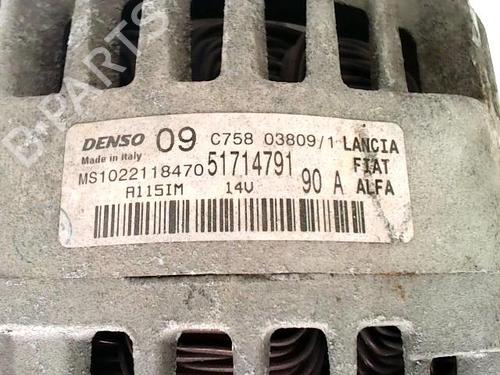 DENSO 09 C758 03809/1 LANCIA
Made in Italy
MS1022118470 51714791 FIAT
A115IM 14V 90 A ALFA
B-PARTS